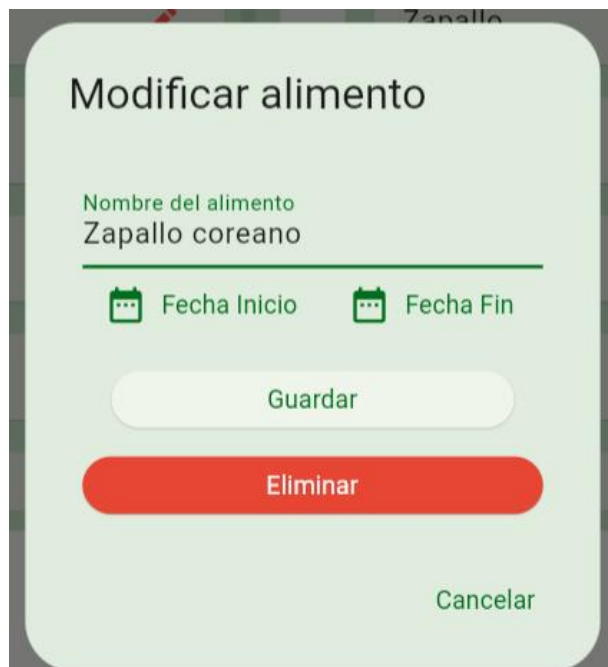 Zapallo
Modificar alimento
Nombre del alimento
Zapallo coreano
Fecha Inicio Fecha Fin
Guardar
Eliminar
Cancelar